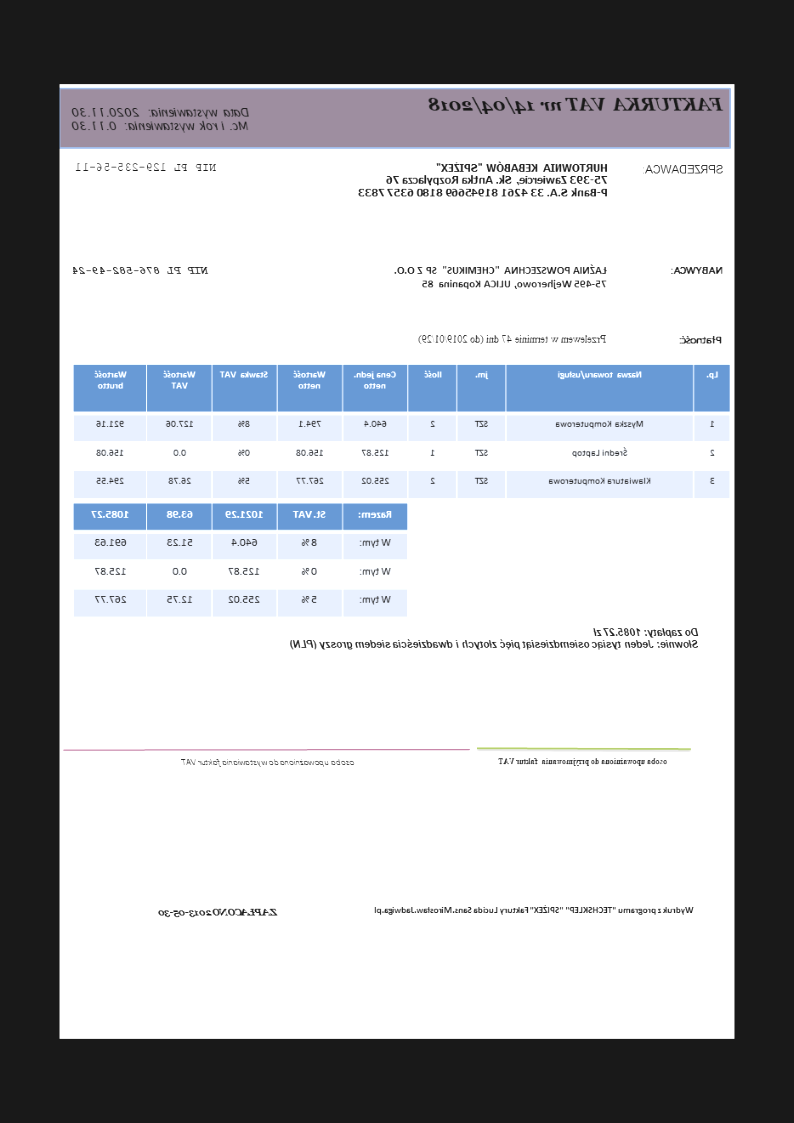 FAKTURKA VAT nr 14/04/2018
Data wystawienia: 2020.11.30
Mc. i rok wystawienia: 0.11.30
SPRZEDAWCA: HURTOWNIA KEBABÓW "SPIŻEX" NIP PL 129-235-56-11
75-393 Zawiercie, Sk. Antka Rozpylacza 76
P-Bank S.A. 33 4261 81945669 8180 6357 7833
NABYWCA: ŁAŹNIA POWSZECHNA "CHEMIKUS" SP Z O.O. NIP PL 876-582-49-24
75-495 Wejherowo, ULICA Kopanina 85
Płatność: Przelewem w terminie 47 dni (do 2019/01/29)
Lp. Nazwa towaru/usługi jm. Ilość Cena jedn. netto Wartość netto Stawka VAT Wartość VAT Wartość brutto
1 Myszka Komputerowa SZT 2 640.4 794.1 8% 127.06 921.16
2 Średni Laptop SZT 1 125.87 156.08 0% 0.0 156.08
3 Klawiatura Komputerowa SZT 2 255.02 267.77 5% 26.78 294.55
Razem: St. VAT 1021.29 63.98 1085.27
W tym: 8 % 640.4 51.23 691.63
W tym: 0 % 125.87 0.0 125.87
W tym: 5 % 255.02 12.75 267.77
Do zapłaty: 1085.27 zł
Słownie: Jeden tysiąc osiemdziesiąt pięć złotych i dwadzieścia siedem groszy (PLN)
osoba upoważniona do przyjmowania faktur VAT
osoba upoważniona do wystawiania faktur VAT
Wydruk z programu "TECHSKLEP" "SPIŻEX" Faktury Lucida Sans.Mirosław.Jadwiga.pl
ZAPŁACONO 2013-05-30